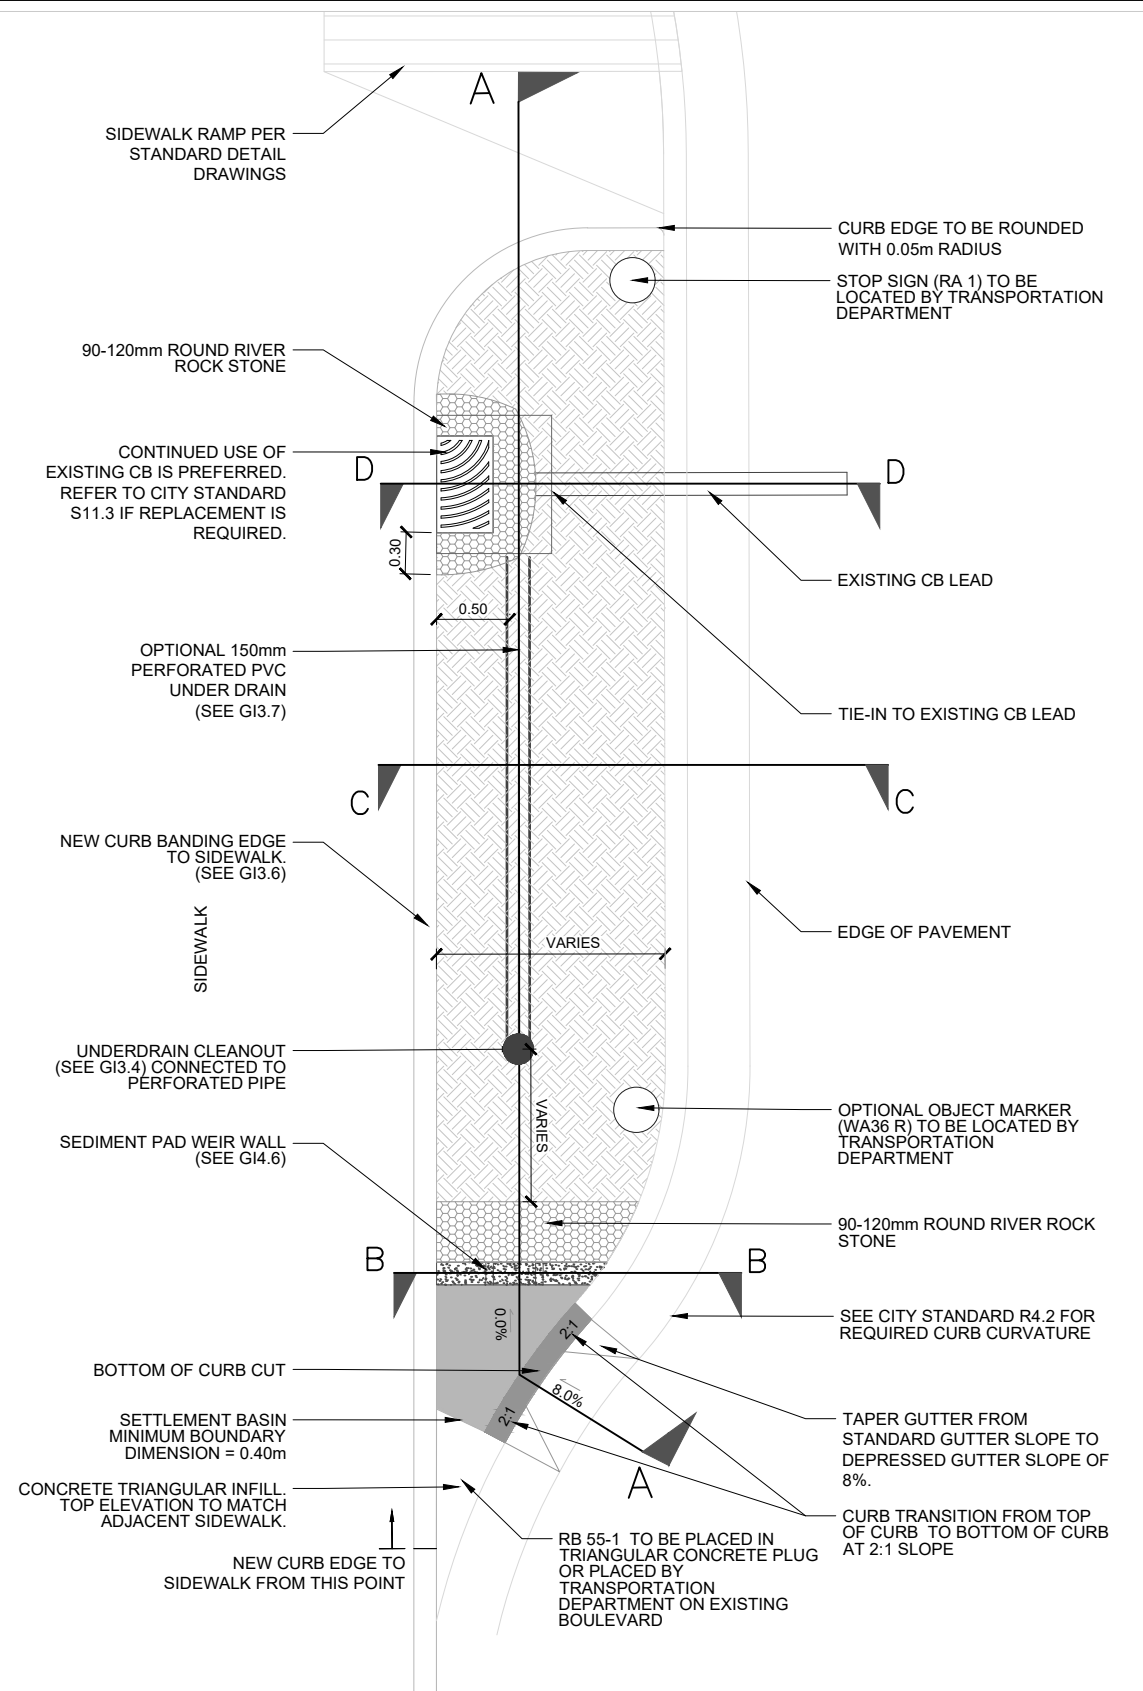 A
SIDEWALK RAMP PER
STANDARD DETAIL
DRAWINGS
CURB EDGE TO BE ROUNDED
WITH 0.05m RADIUS
STOP SIGN (RA 1) TO BE
LOCATED BY TRANSPORTATION
DEPARTMENT
90-120mm ROUND RIVER
ROCK STONE
CONTINUED USE OF
EXISTING CB IS PREFERRED.
REFER TO CITY STANDARD
S11.3 IF REPLACEMENT IS
REQUIRED.
D
D
0.30
EXISTING CB LEAD
0.50
OPTIONAL 150mm
PERFORATED PVC
UNDER DRAIN
(SEE GI3.7)
TIE-IN TO EXISTING CB LEAD
C
C
NEW CURB BANDING EDGE
TO SIDEWALK.
(SEE GI3.6)
SIDEWALK
EDGE OF PAVEMENT
VARIES
UNDERDRAIN CLEANOUT
(SEE GI3.4) CONNECTED TO
PERFORATED PIPE
VARIES
OPTIONAL OBJECT MARKER
(WA36 R) TO BE LOCATED BY
TRANSPORTATION
DEPARTMENT
SEDIMENT PAD WEIR WALL
(SEE GI4.6)
90-120mm ROUND RIVER ROCK
STONE
B
B
0.0%
2:1
SEE CITY STANDARD R4.2 FOR
REQUIRED CURB CURVATURE
BOTTOM OF CURB CUT
8.0%
2:1
SETTLEMENT BASIN
MINIMUM BOUNDARY
DIMENSION = 0.40m
TAPER GUTTER FROM
STANDARD GUTTER SLOPE TO
DEPRESSED GUTTER SLOPE OF
8%.
A
CONCRETE TRIANGULAR INFILL.
TOP ELEVATION TO MATCH
ADJACENT SIDEWALK.
CURB TRANSITION FROM TOP
OF CURB TO BOTTOM OF CURB
AT 2:1 SLOPE
RB 55-1 TO BE PLACED IN
TRIANGULAR CONCRETE PLUG
OR PLACED BY
TRANSPORTATION
DEPARTMENT ON EXISTING
BOULEVARD
NEW CURB EDGE TO
SIDEWALK FROM THIS POINT